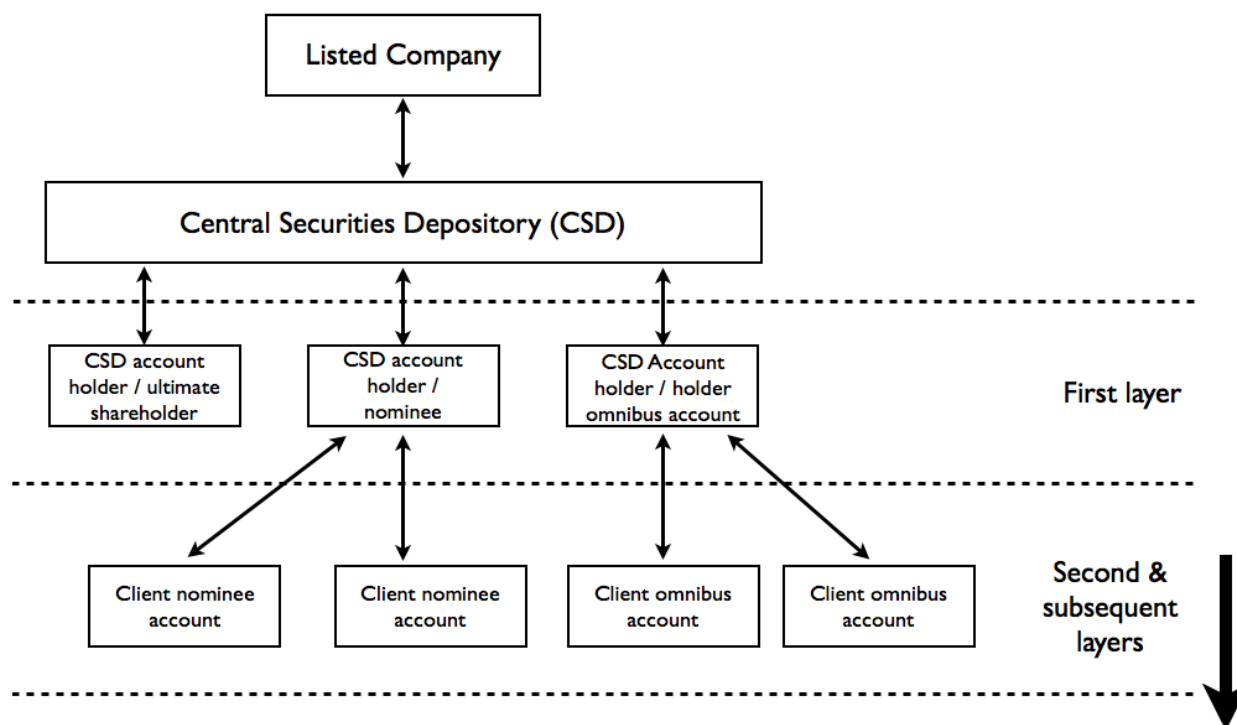 Listed Company
Central Securities Depository (CSD)
CSD account
holder / ultimate
shareholder
CSD account
holder /
nominee
CSD Account
holder / holder
omnibus account
First layer
Client nominee
account
Client nominee
account
Client omnibus
account
Client omnibus
account
Second &
subsequent
layers